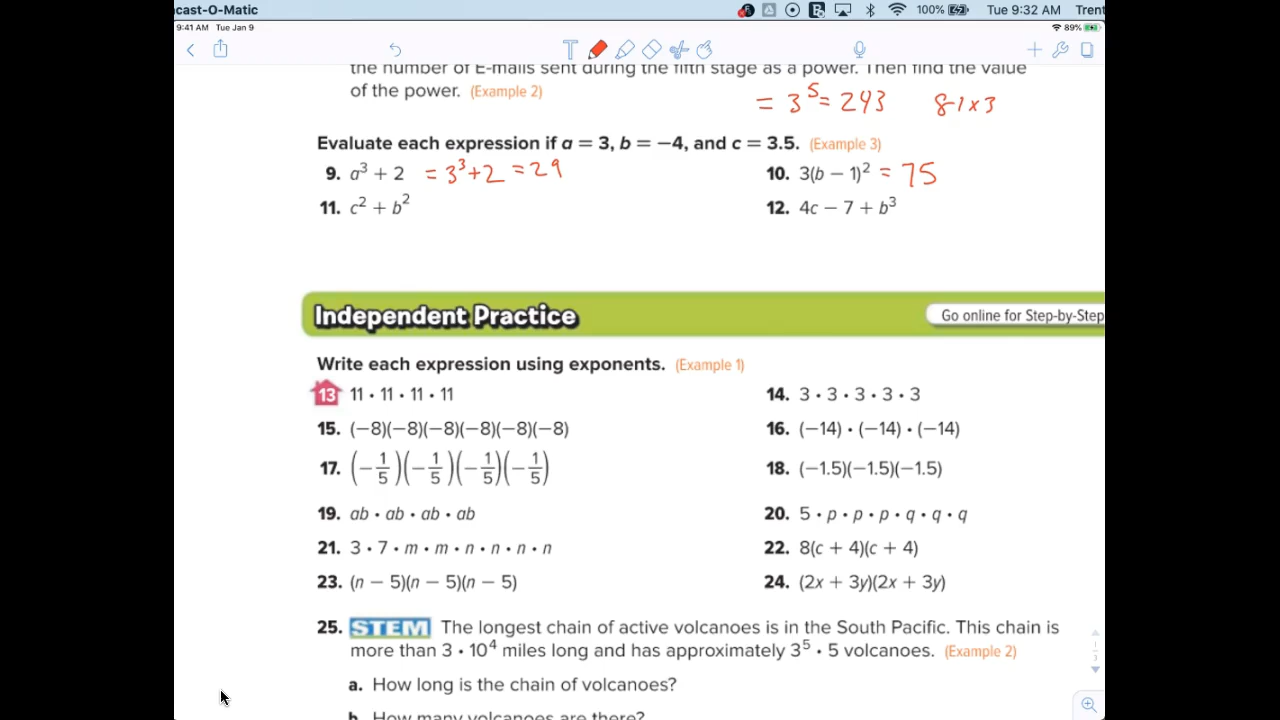 cast-O-Matic 100% Tue 9:32 AM Trent
9:41 AM Tue Jan 9 89%
T
the number of E-mails sent during the fifth stage as a power. Then find the value
of the power. (Example 2)
= 3⁵ = 243 81 x 3
Evaluate each expression if a = 3, b = −4, and c = 3.5. (Example 3)
9. a³ + 2 = 3³+2 = 29 10. 3(b − 1)² = 75
11. c² + b² 12. 4c − 7 + b³
Independent Practice Go online for Step-by-Step
Write each expression using exponents. (Example 1)
13 11 • 11 • 11 • 11 14. 3 • 3 • 3 • 3 • 3
15. (−8)(−8)(−8)(−8)(−8)(−8) 16. (−14) • (−14) • (−14)
17. (−1/5)(−1/5)(−1/5)(−1/5) 18. (−1.5)(−1.5)(−1.5)
19. ab • ab • ab • ab 20. 5 • p • p • p • q • q • q
21. 3 • 7 • m • m • n • n • n • n 22. 8(c + 4)(c + 4)
23. (n − 5)(n − 5)(n − 5) 24. (2x + 3y)(2x + 3y)
25. STEM The longest chain of active volcanoes is in the South Pacific. This chain is
more than 3 • 10⁴ miles long and has approximately 3⁵ • 5 volcanoes. (Example 2)
a. How long is the chain of volcanoes?
b. How many volcanoes are there?